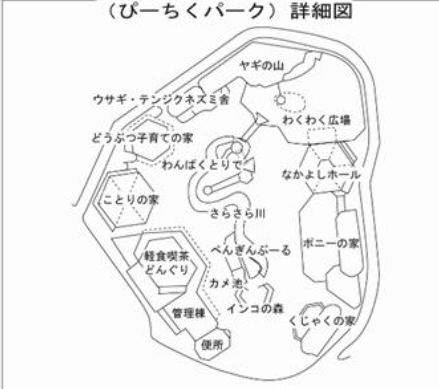 (ぴーちくパーク)詳細図
ヤギの山
ウサギ・テンジクネズミ舎
わくわく広場
どうぶつ子育ての家
わんぱくとりで
なかよしホール
ことりの家
さらさら川
ぺんぎんぷーる
ポニーの家
軽食喫茶
どんぐり
カメ池
インコの森
管理棟
くじゃくの家
便所